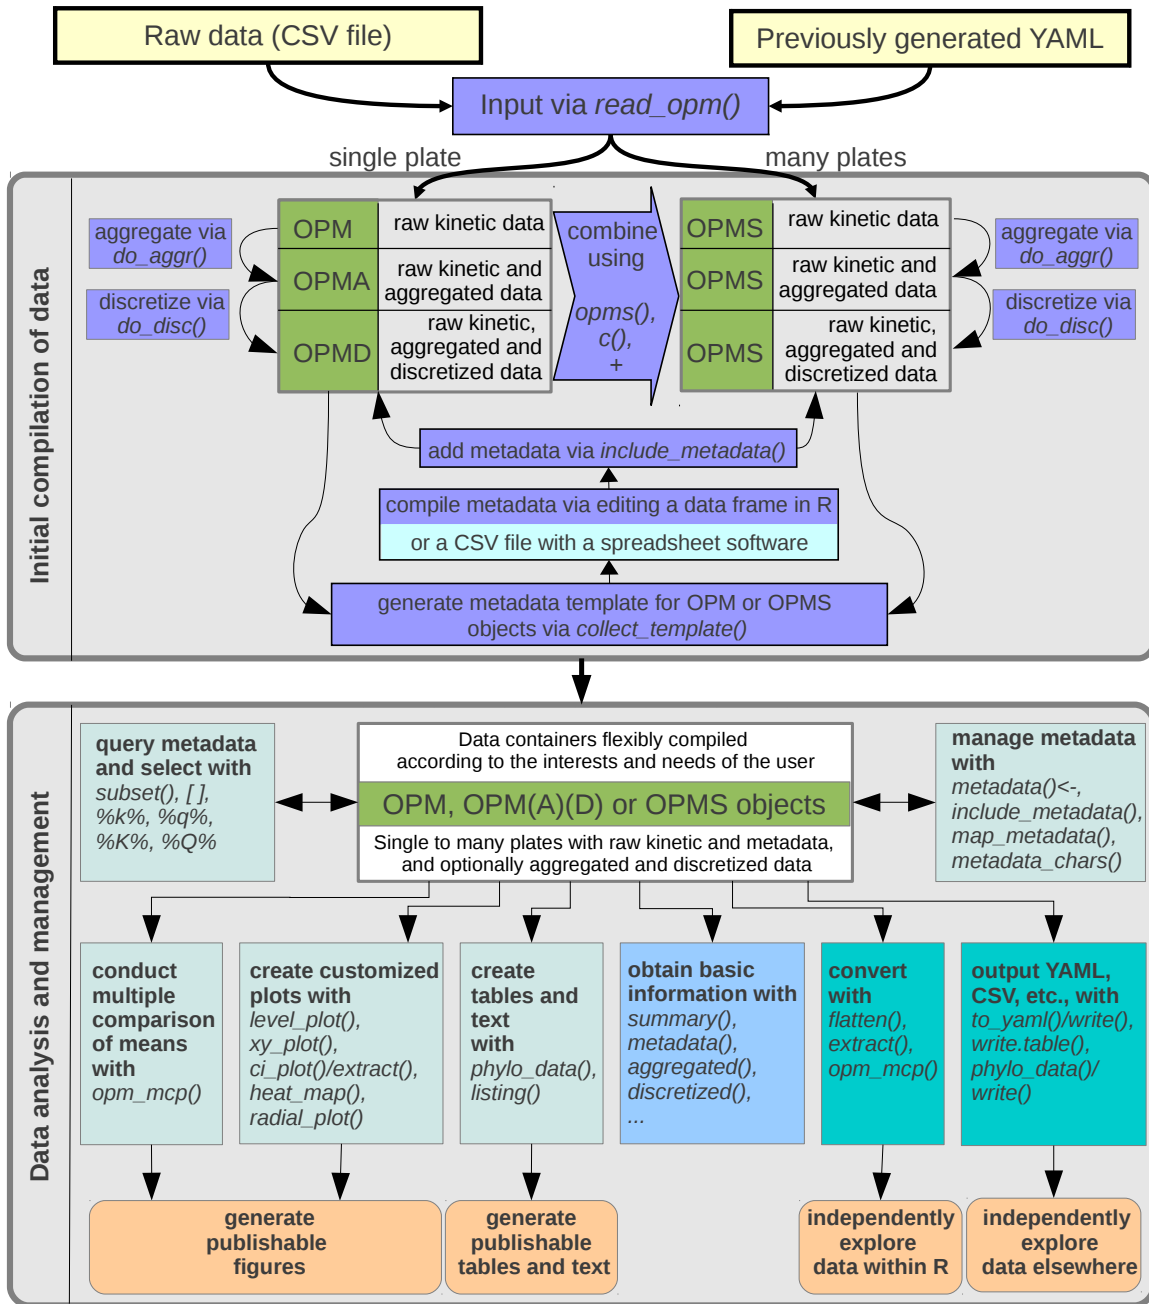 Raw data (CSV file)
Previously generated YAML
Input via read_opm()
single plate
many plates
Initial compilation of data
aggregate via
do_aggr()
discretize via
do_disc()
OPM
raw kinetic data
OPMA
raw kinetic and
aggregated data
OPMD
raw kinetic,
aggregated and
discretized data
combine
using
opms(),
c(),
+
OPMS
raw kinetic data
OPMS
raw kinetic and
aggregated data
OPMS
raw kinetic,
aggregated and
discretized data
aggregate via
do_aggr()
discretize via
do_disc()
add metadata via include_metadata()
compile metadata via editing a data frame in R
or a CSV file with a spreadsheet software
generate metadata template for OPM or OPMS
objects via collect_template()
Data analysis and management
query metadata
and select with
subset(), [ ],
%k%, %q%,
%K%, %Q%
Data containers flexibly compiled
according to the interests and needs of the user
OPM, OPM(A)(D) or OPMS objects
Single to many plates with raw kinetic and metadata,
and optionally aggregated and discretized data
manage metadata
with
metadata()<-,
include_metadata(),
map_metadata(),
metadata_chars()
conduct
multiple
comparison
of means
with
opm_mcp()
create customized
plots with
level_plot(),
xy_plot(),
ci_plot()/extract(),
heat_map(),
radial_plot()
create
tables and
text
with
phylo_data(),
listing()
obtain basic
information with
summary(),
metadata(),
aggregated(),
discretized(),
...
convert
with
flatten(),
extract(),
opm_mcp()
output YAML,
CSV, etc., with
to_yaml()/write(),
write.table(),
phylo_data()/
write()
generate
publishable
figures
generate
publishable
tables and text
independently
explore
data within R
independently
explore
data elsewhere